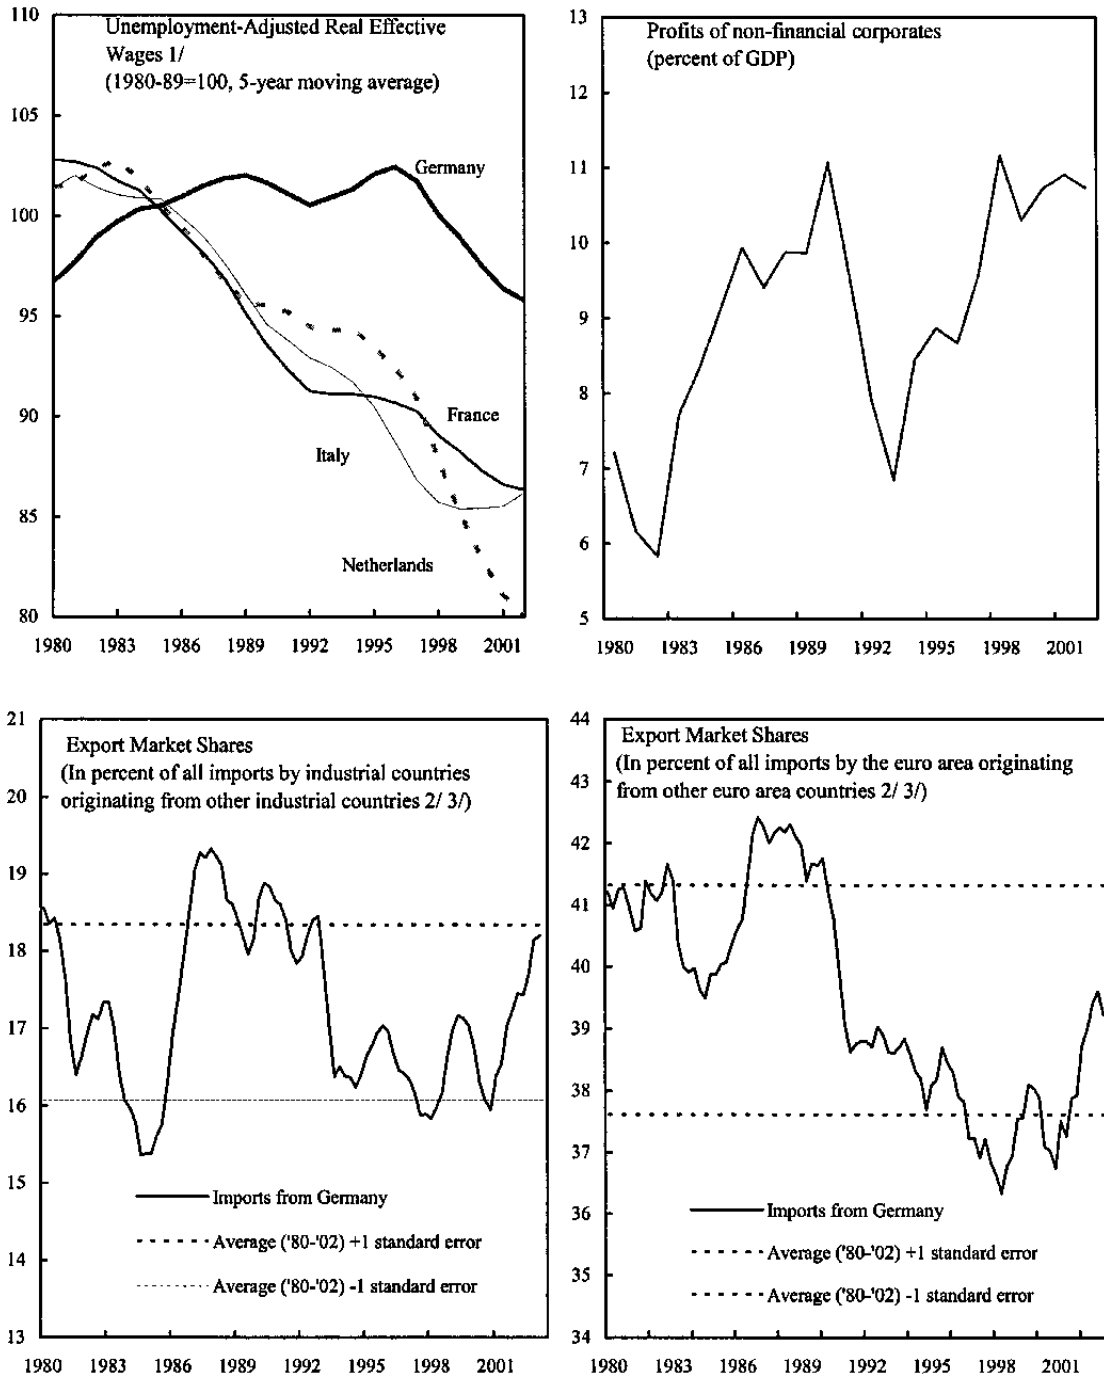 Unemployment-Adjusted Real Effective
Wages 1/
(1980-89=100, 5-year moving average)
110
105
100
95
90
85
80
Germany
France
Italy
Netherlands
1980 1983 1986 1989 1992 1995 1998 2001
Profits of non-financial corporates
(percent of GDP)
13
12
11
10
9
8
7
6
5
1980 1983 1986 1989 1992 1995 1998 2001
Export Market Shares
(In percent of all imports by industrial countries
originating from other industrial countries 2/ 3/)
21
20
19
18
17
16
15
14
13
Imports from Germany
Average ('80-'02) +1 standard error
Average ('80-'02) -1 standard error
1980 1983 1986 1989 1992 1995 1998 2001
Export Market Shares
(In percent of all imports by the euro area originating
from other euro area countries 2/ 3/)
44
43
42
41
40
39
38
37
36
35
34
Imports from Germany
Average ('80-'02) +1 standard error
Average ('80-'02) -1 standard error
1980 1983 1986 1989 1992 1995 1998 2001